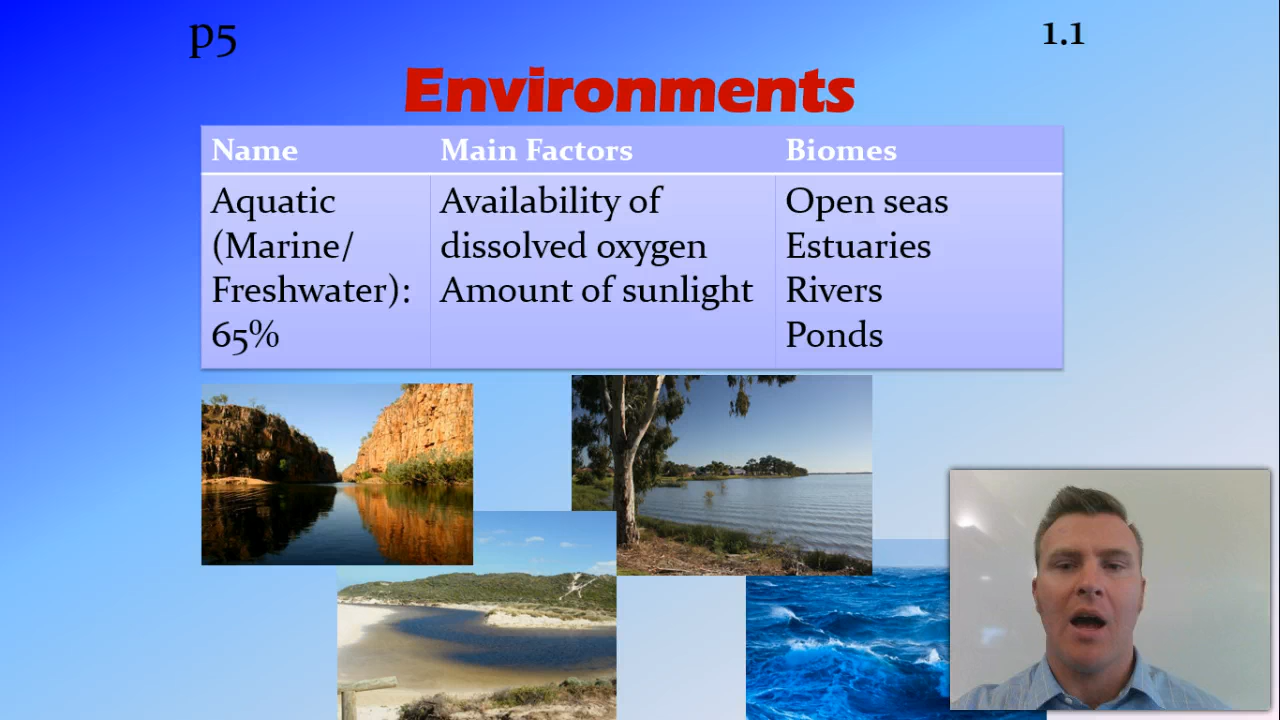 p5
1.1
Environments
Name
Main Factors
Biomes
Aquatic
(Marine/
Freshwater):
65%
Availability of
dissolved oxygen
Amount of sunlight
Open seas
Estuaries
Rivers
Ponds